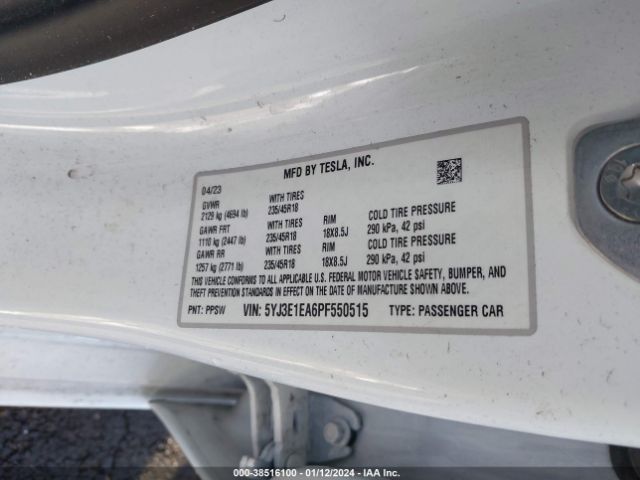 MFD BY TESLA, INC.
04/23
GVWR WITH TIRES
2129 kg (4694 lb) 235/45R18
GAWR FRT WITH TIRES RIM COLD TIRE PRESSURE
1110 kg (2447 lb) 235/45R18 18X8.5J 290 kPa, 42 psi
GAWR RR WITH TIRES RIM COLD TIRE PRESSURE
1257 kg (2771 lb) 235/45R18 18X8.5J 290 kPa, 42 psi
THIS VEHICLE CONFORMS TO ALL APPLICABLE U.S. FEDERAL MOTOR VEHICLE SAFETY, BUMPER, AND
THEFT PREVENTION STANDARDS IN EFFECT ON THE DATE OF MANUFACTURE SHOWN ABOVE.
PNT: PPSW VIN: 5YJ3E1EA6PF550515 TYPE: PASSENGER CAR
000-38516100 - 01/12/2024 - IAA Inc.